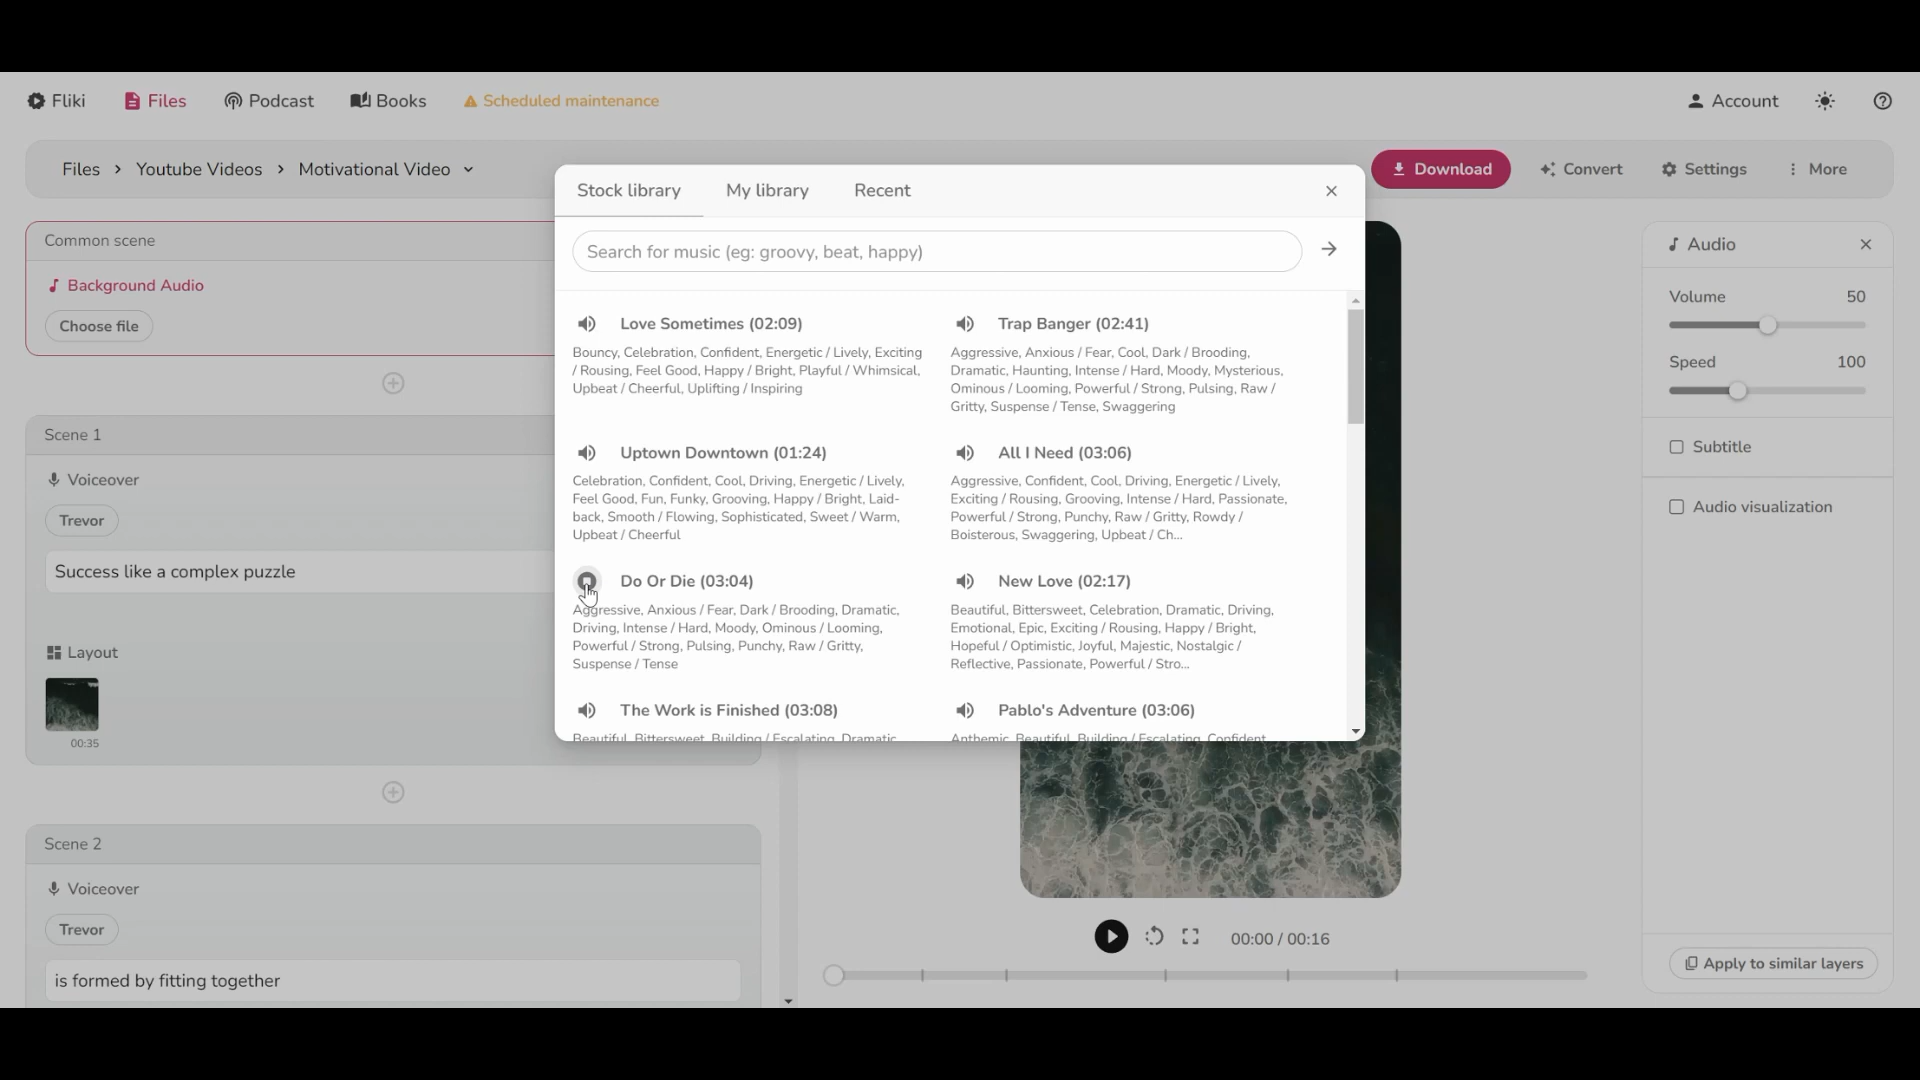 Fliki
Files
Podcast
Books
Scheduled maintenance
Account
Files > Youtube Videos > Motivational Video
Download
Convert
Settings
More
Common scene
Background Audio
Choose file
Scene 1
Voiceover
Trevor
Success like a complex puzzle
Layout
00:35
Scene 2
Voiceover
Trevor
is formed by fitting together
Stock library
My library
Recent
Search for music (eg: groovy, beat, happy)
Love Sometimes (02:09)
Bouncy, Celebration, Confident, Energetic / Lively, Exciting
/ Rousing, Feel Good, Happy / Bright, Playful / Whimsical,
Upbeat / Cheerful, Uplifting / Inspiring
Trap Banger (02:41)
Aggressive, Anxious / Fear, Cool, Dark / Brooding,
Dramatic, Haunting, Intense / Hard, Moody, Mysterious,
Ominous / Looming, Powerful / Strong, Pulsing, Raw /
Gritty, Suspense / Tense, Swaggering
Uptown Downtown (01:24)
Celebration, Confident, Cool, Driving, Energetic / Lively,
Feel Good, Fun, Funky, Grooving, Happy / Bright, Laid-
back, Smooth / Flowing, Sophisticated, Sweet / Warm,
Upbeat / Cheerful
All I Need (03:06)
Aggressive, Confident, Cool, Driving, Energetic / Lively,
Exciting / Rousing, Grooving, Intense / Hard, Passionate,
Powerful / Strong, Punchy, Raw / Gritty, Rowdy /
Boisterous, Swaggering, Upbeat / Ch...
Do Or Die (03:04)
Aggressive, Anxious / Fear, Dark / Brooding, Dramatic,
Driving, Intense / Hard, Moody, Ominous / Looming,
Powerful / Strong, Pulsing, Punchy, Raw / Gritty,
Suspense / Tense
New Love (02:17)
Beautiful, Bittersweet, Celebration, Dramatic, Driving,
Emotional, Epic, Exciting / Rousing, Happy / Bright,
Hopeful / Optimistic, Joyful, Majestic, Nostalgic /
Reflective, Passionate, Powerful / Stro...
The Work is Finished (03:08)
Beautiful, Bittersweet, Building / Escalating, Dramatic
Pablo's Adventure (03:06)
Anthemic, Beautiful, Building / Escalating, Confident
00:00 / 00:16
Audio
Volume 50
Speed 100
Subtitle
Audio visualization
Apply to similar layers